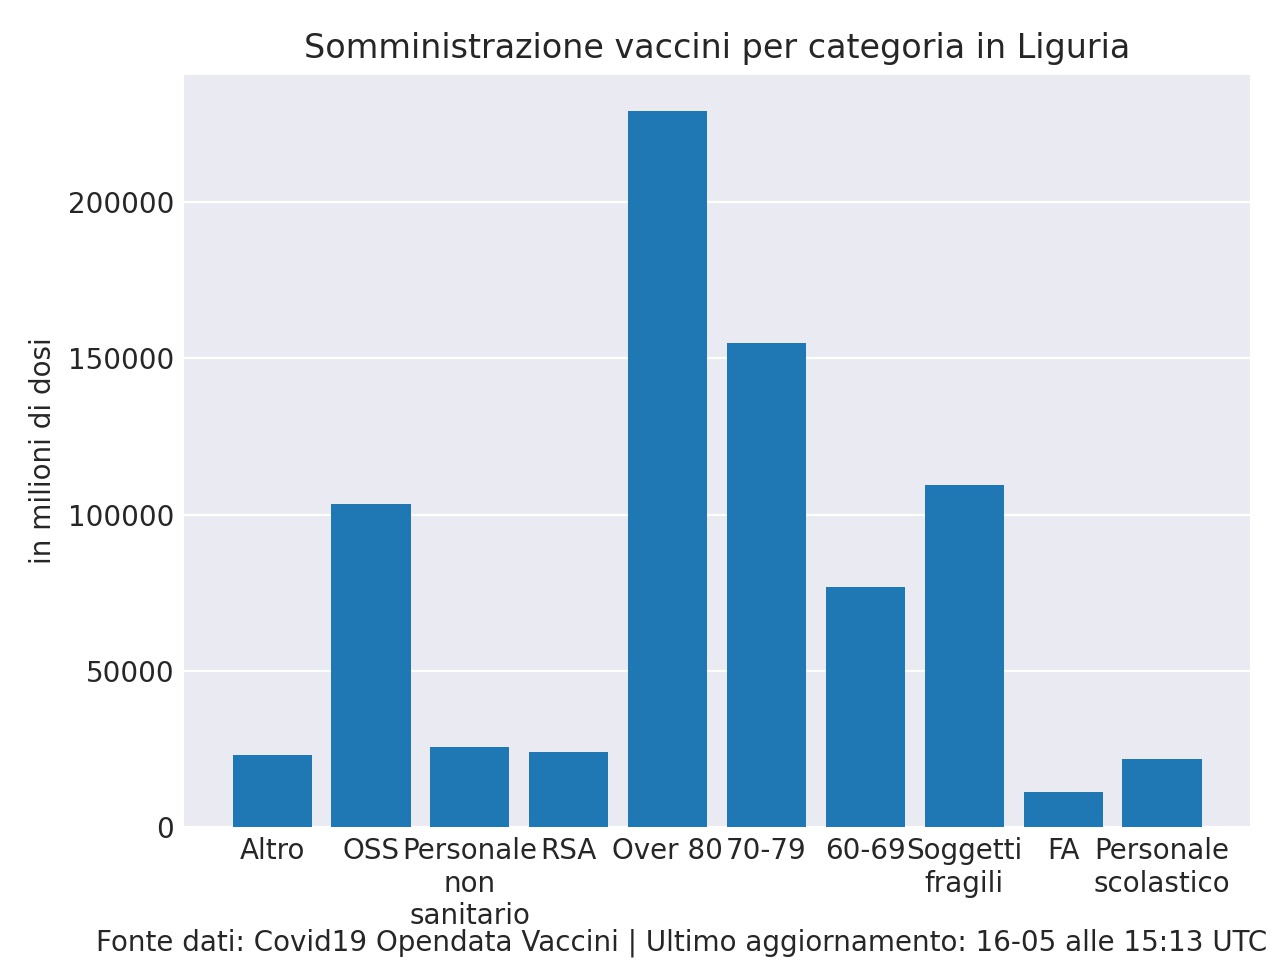 Somministrazione vaccini per categoria in Liguria
in milioni di dosi
200000
150000
100000
50000
0
Altro
OSS
Personale
non
sanitario
RSA
Over 80
70-79
60-69
Soggetti
fragili
FA
Personale
scolastico
Fonte dati: Covid19 Opendata Vaccini | Ultimo aggiornamento: 16-05 alle 15:13 UTC